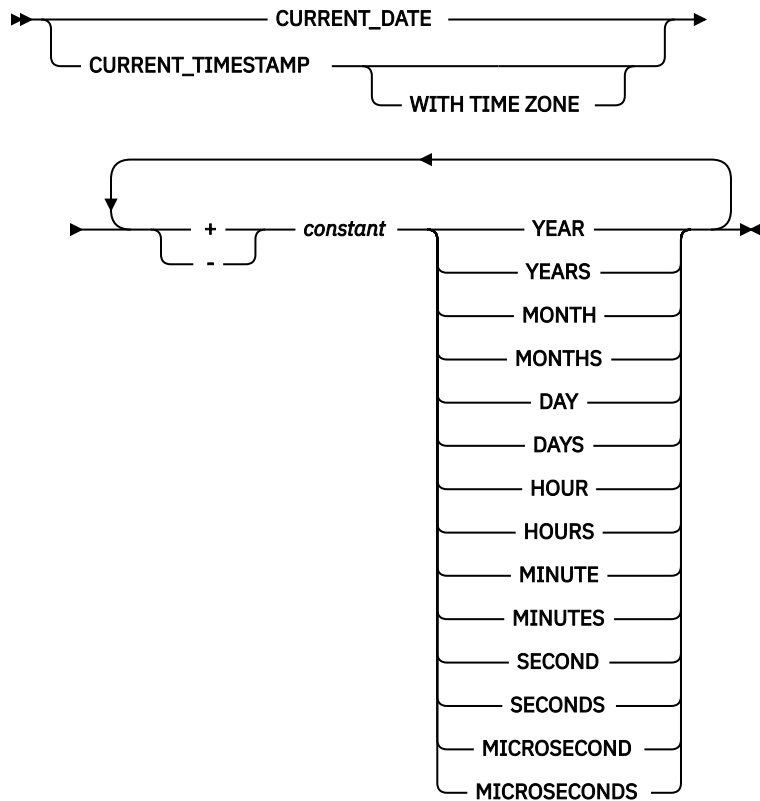 CURRENT_DATE
CURRENT_TIMESTAMP
WITH TIME ZONE
+ constant YEAR
-
YEARS
MONTH
MONTHS
DAY
DAYS
HOUR
HOURS
MINUTE
MINUTES
SECOND
SECONDS
MICROSECOND
MICROSECONDS